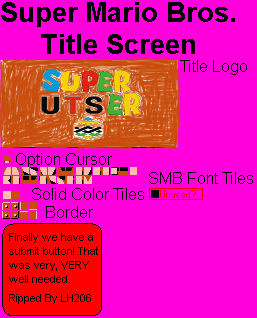 Super Mario Bros.
Title Screen
Title Logo
SUPER
UTSER
Option Cursor
SMB Font Tiles
Solid Color Tiles
Border
Finally we have a
submit button! That
was very, VERY
well needed.
Ripped By LH206